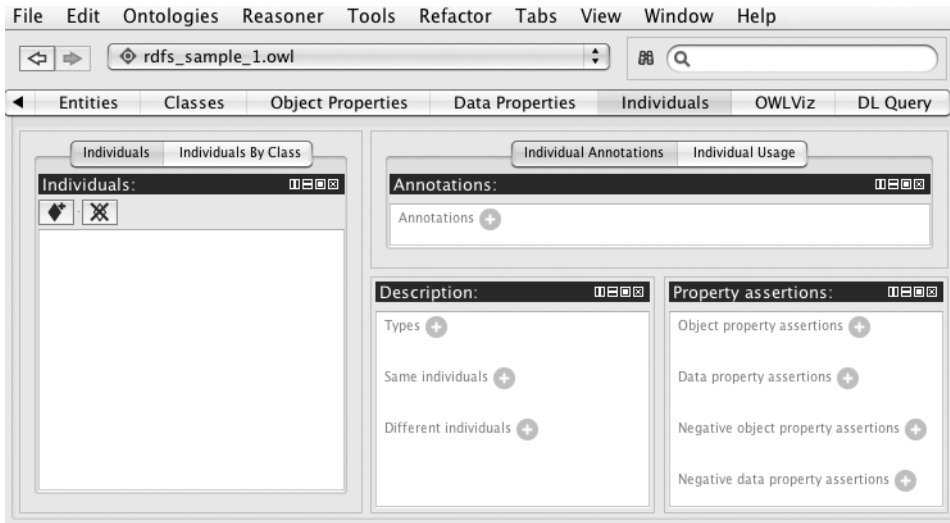 File Edit Ontologies Reasoner Tools Refactor Tabs View Window Help
rdfs_sample_1.owl
Entities Classes Object Properties Data Properties Individuals OWLViz DL Query
Individuals Individuals By Class
Individuals:
Individual Annotations Individual Usage
Annotations:
Annotations
Description:
Types
Same individuals
Different individuals
Property assertions:
Object property assertions
Data property assertions
Negative object property assertions
Negative data property assertions